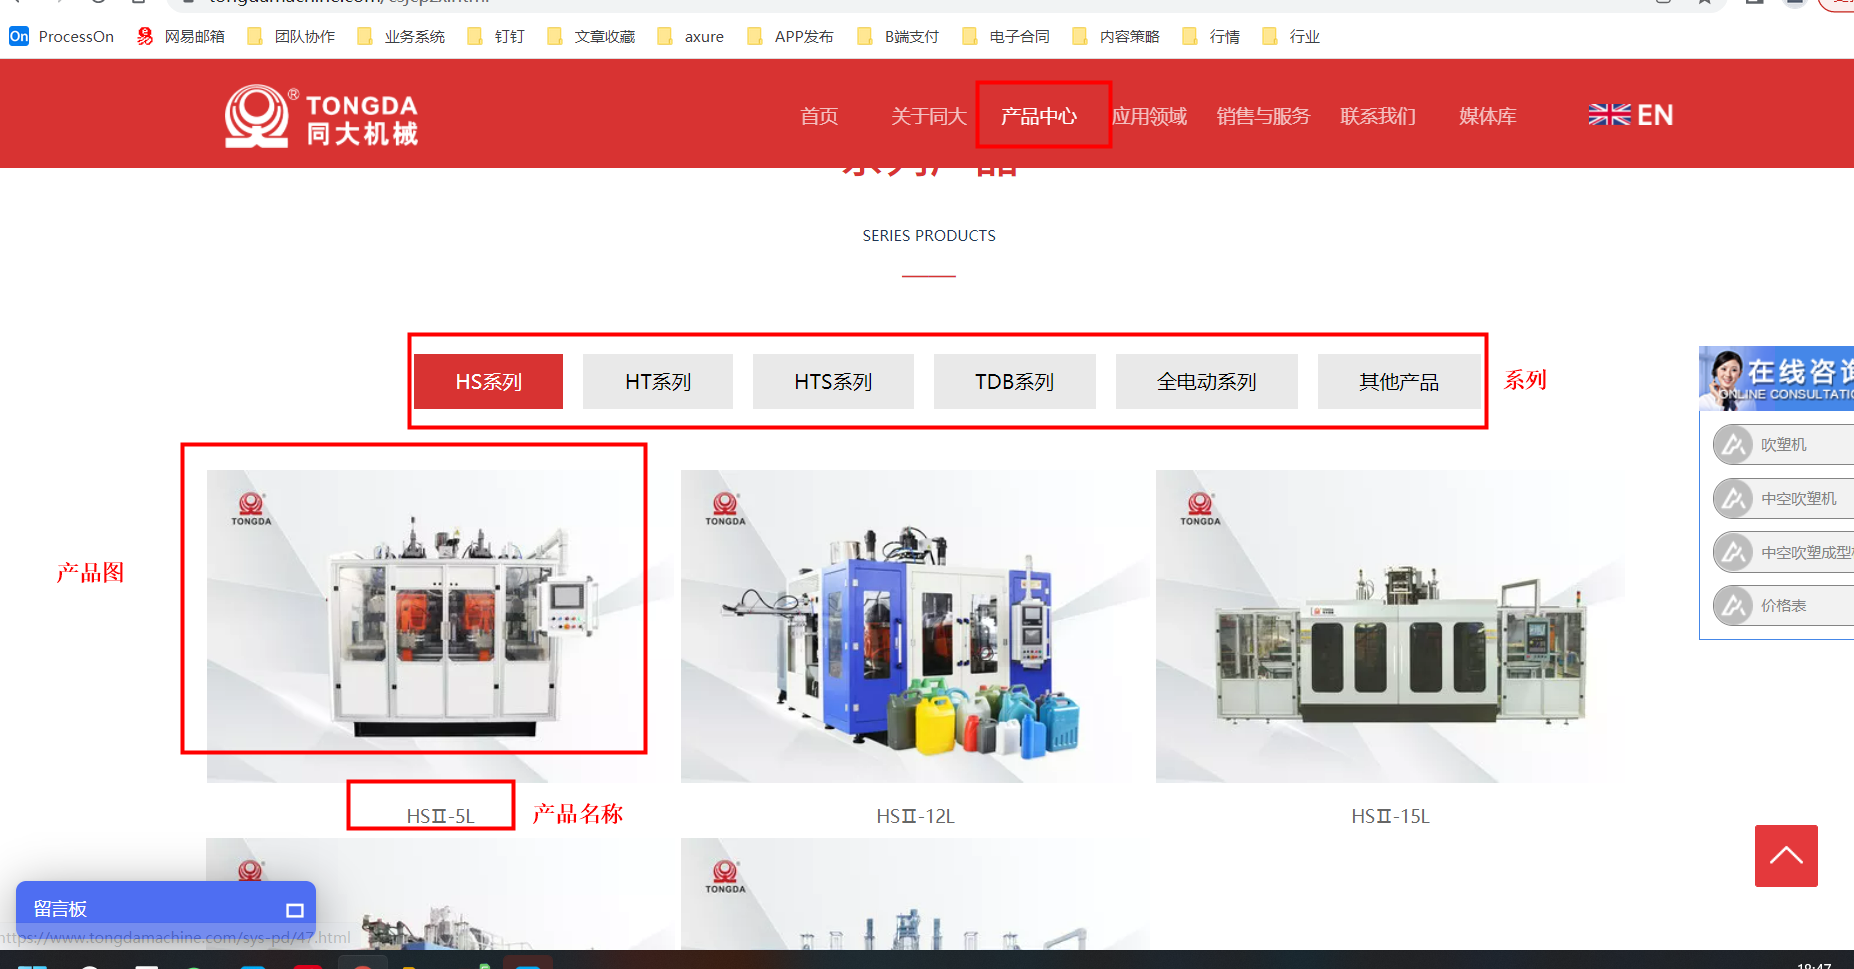 On ProcessOn 网易邮箱 团队协作 业务系统 钉钉 文章收藏 axure APP发布 B端支付 电子合同 内容策略 行情 行业
TONGDA
同大机械
首页 关于同大 产品中心 应用领域 销售与服务 联系我们 媒体库 EN
系列产品
SERIES PRODUCTS
HS系列 HT系列 HTS系列 TDB系列 全电动系列 其他产品 系列
在线咨询
ONLINE CONSULTATIO
吹塑机
中空吹塑机
中空吹塑成型
价格表
TONGDA
TONGDA
TONGDA
产品图
HSⅡ-5L 产品名称
HSⅡ-12L
HSⅡ-15L
TONGDA
留言板
https://www.tongdamachine.com/sys-pd/47.html
18:47